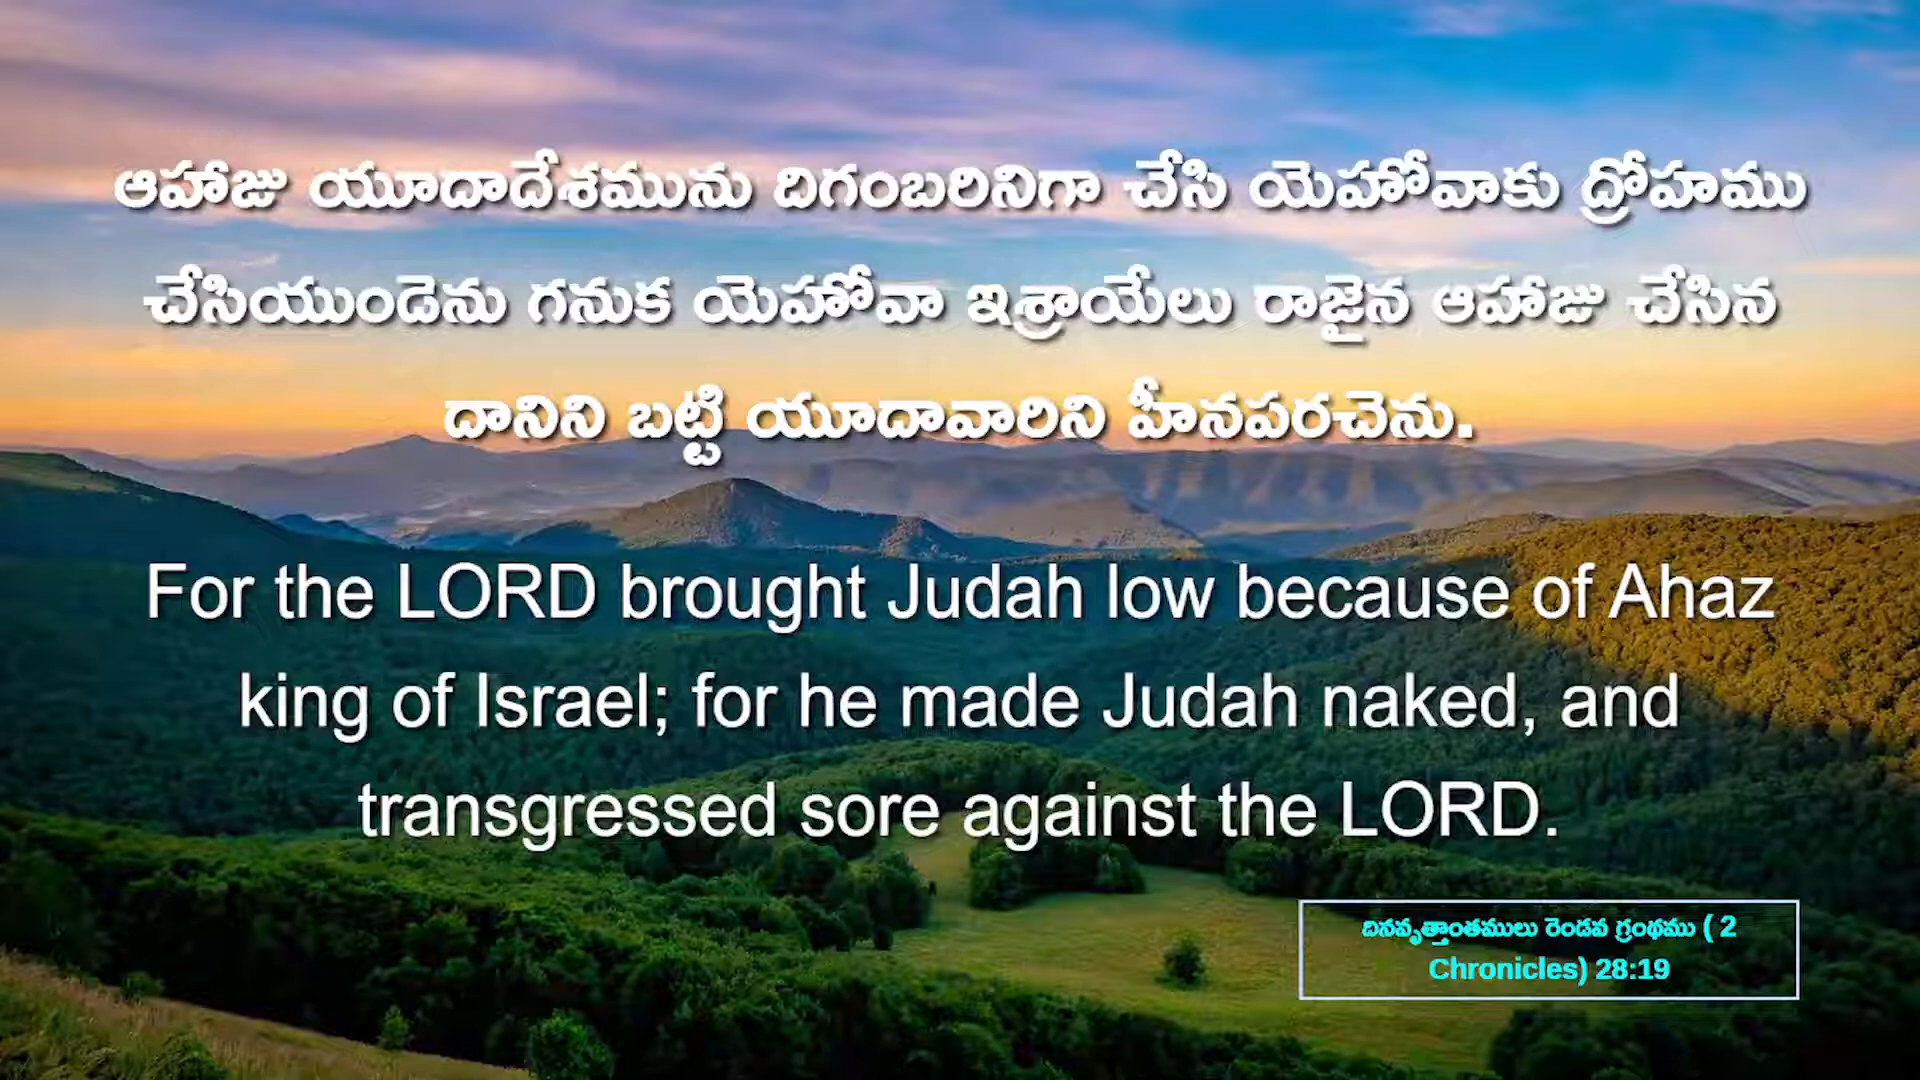 ఆహాజు యూదాదేశమును దిగంబరినిగా చేసి యెహోవాకు ద్రోహము
చేసియుండెను గనుక యెహోవా ఇశ్రాయేలు రాజైన ఆహాజు చేసిన
దానిని బట్టి యూదావారిని హీనపరచెను.
For the LORD brought Judah low because of Ahaz
king of Israel; for he made Judah naked, and
transgressed sore against the LORD.
దినవృత్తాంతములు రెండవ గ్రంథము ( 2
Chronicles) 28:19